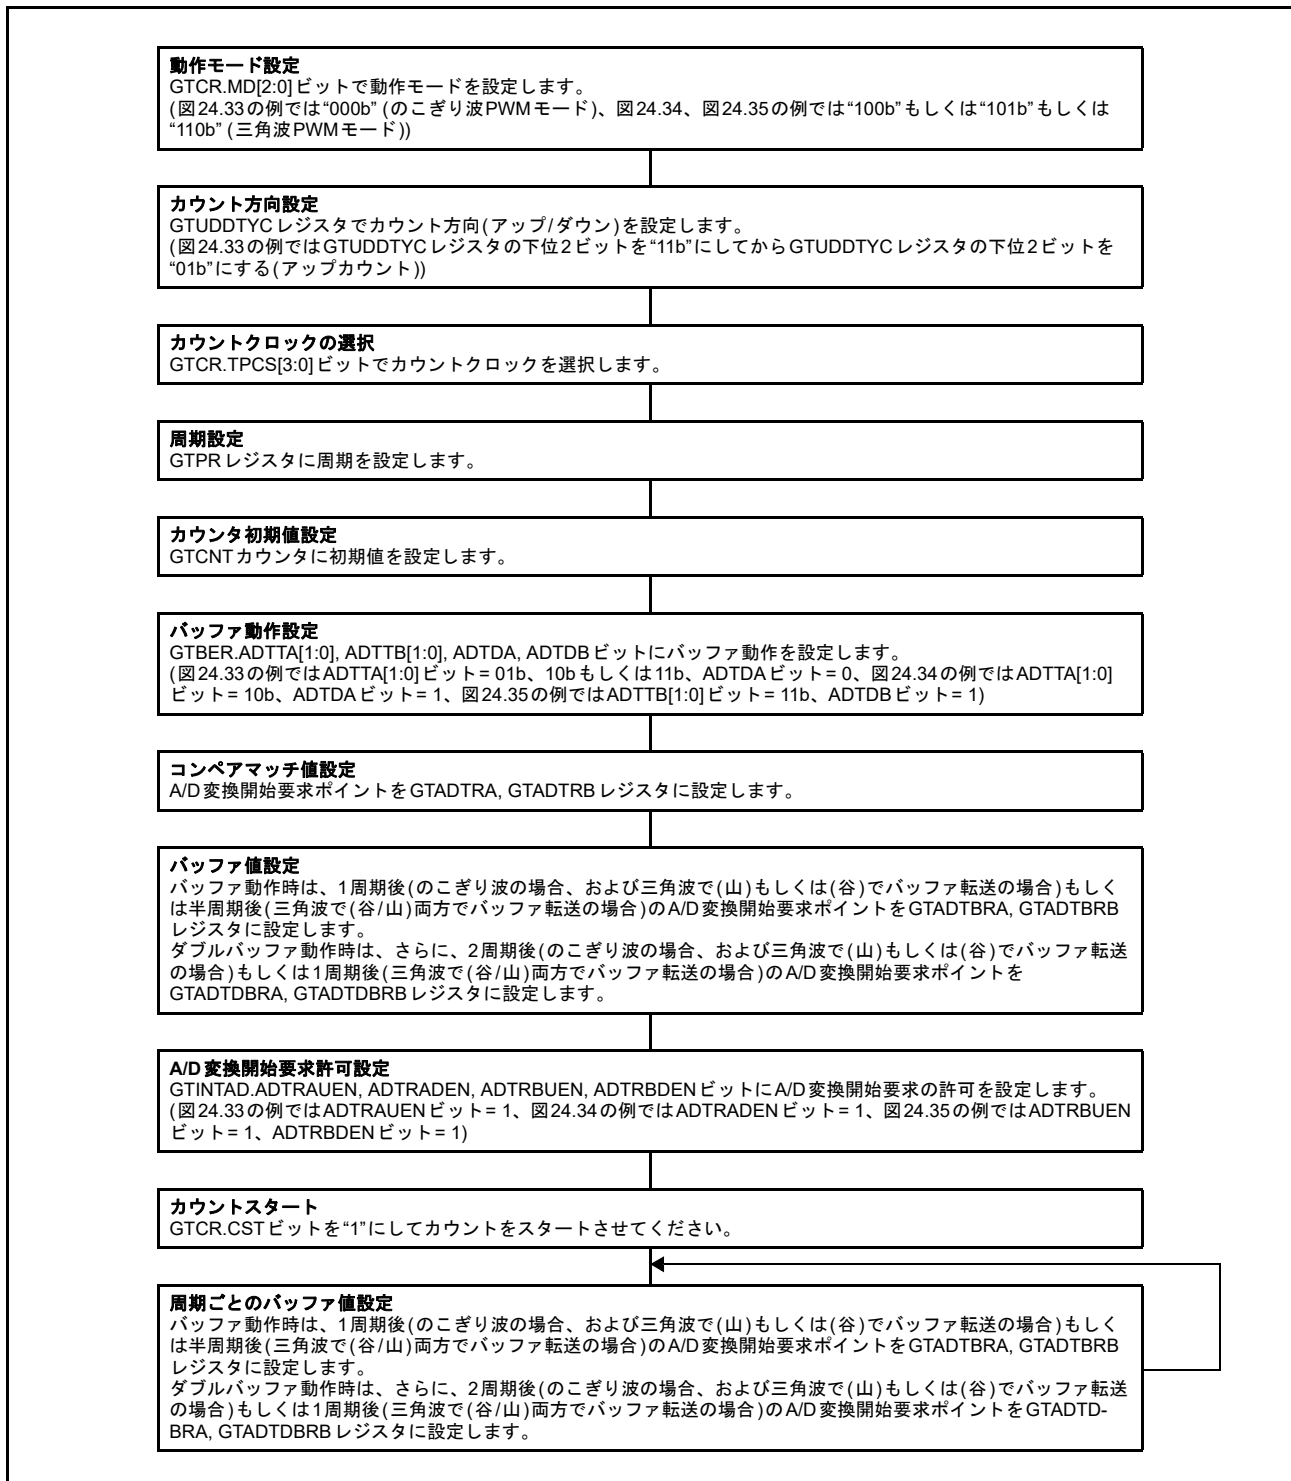 動作モード設定
GTCR.MD[2:0]ビットで動作モードを設定します。
(図24.33の例では“000b” (のこぎり波PWMモード)、図24.34、図24.35の例では“100b”もしくは“101b”もしくは
“110b” (三角波PWMモード))
カウント方向設定
GTUDDTYCレジスタでカウント方向(アップ/ダウン)を設定します。
(図24.33の例ではGTUDDTYCレジスタの下位2ビットを“11b”にしてからGTUDDTYCレジスタの下位2ビットを
“01b”にする(アップカウント))
カウントクロックの選択
GTCR.TPCS[3:0]ビットでカウントクロックを選択します。
周期設定
GTPRレジスタに周期を設定します。
カウンタ初期値設定
GTCNTカウンタに初期値を設定します。
バッファ動作設定
GTBER.ADTTA[1:0], ADTTB[1:0], ADTDA, ADTDBビットにバッファ動作を設定します。
(図24.33の例ではADTTA[1:0]ビット= 01b、10bもしくは11b、ADTDA= 0、図24.34の例ではADTTA[1:0]
ビット= 10b、ADTDAビット= 1、図24.35の例ではADTTB[1:0]ビット= 11b、ADTDBビット= 1)
コンペアマッチ値設定
A/D変換開始要求ポイントをGTADTRA, GTADTRBレジスタに設定します。
バッファ値設定
バッファ動作時は、1周期後(のこぎり波の場合、および三角波で(山)もしくは(谷)でバッファ転送の場合)もしく
は半周期後(三角波で(谷/山)両方でバッファ転送の場合)のA/D変換開始要求ポイントをGTADTBRA, GTADTBRB
レジスタに設定します。
ダブルバッファ動作時は、さらに、2周期後(のこぎり波の場合、および三角波で(山)もしくは(谷)でバッファ転送
の場合)もしくは1周期後(三角波で(谷/山)両方でバッファ転送の場合)のA/D変換開始要求ポイントを
GTADTDBRA, GTADTDBRBレジスタに設定します。
A/D変換開始要求許可設定
GTINTAD.ADTRAUEN, ADTRADEN, ADTRBUEN, ADTRBDENビットにA/D変換開始要求の許可を設定します。
(図24.33の例ではADTRAUENビット= 1、図24.34の例ではADTRADENビット= 1、図24.35の例ではADTRBUEN
ビット= 1、ADTRBDENビット= 1)
カウントスタート
GTCR.CSTビットを“1”にしてカウントをスタートさせてください。
周期ごとのバッファ値設定
バッファ動作時は、1周期後(のこぎり波の場合、および三角波で(山)もしくは(谷)でバッファ転送の場合)もしく
は半周期後(三角波で(谷/山)両方でバッファ転送の場合)のA/D変換開始要求ポイントをGTADTBRA, GTADTBRB
レジスタに設定します。
ダブルバッファ動作時は、さらに、2周期後(のこぎり波の場合、および三角波で(山)もしくは(谷)でバッファ転送
の場合)もしくは1周期後(三角波で(谷/山)両方でバッファ転送の場合)のA/D変換開始要求ポイントをGTADTD-
BRA, GTADTDBRBレジスタに設定します。